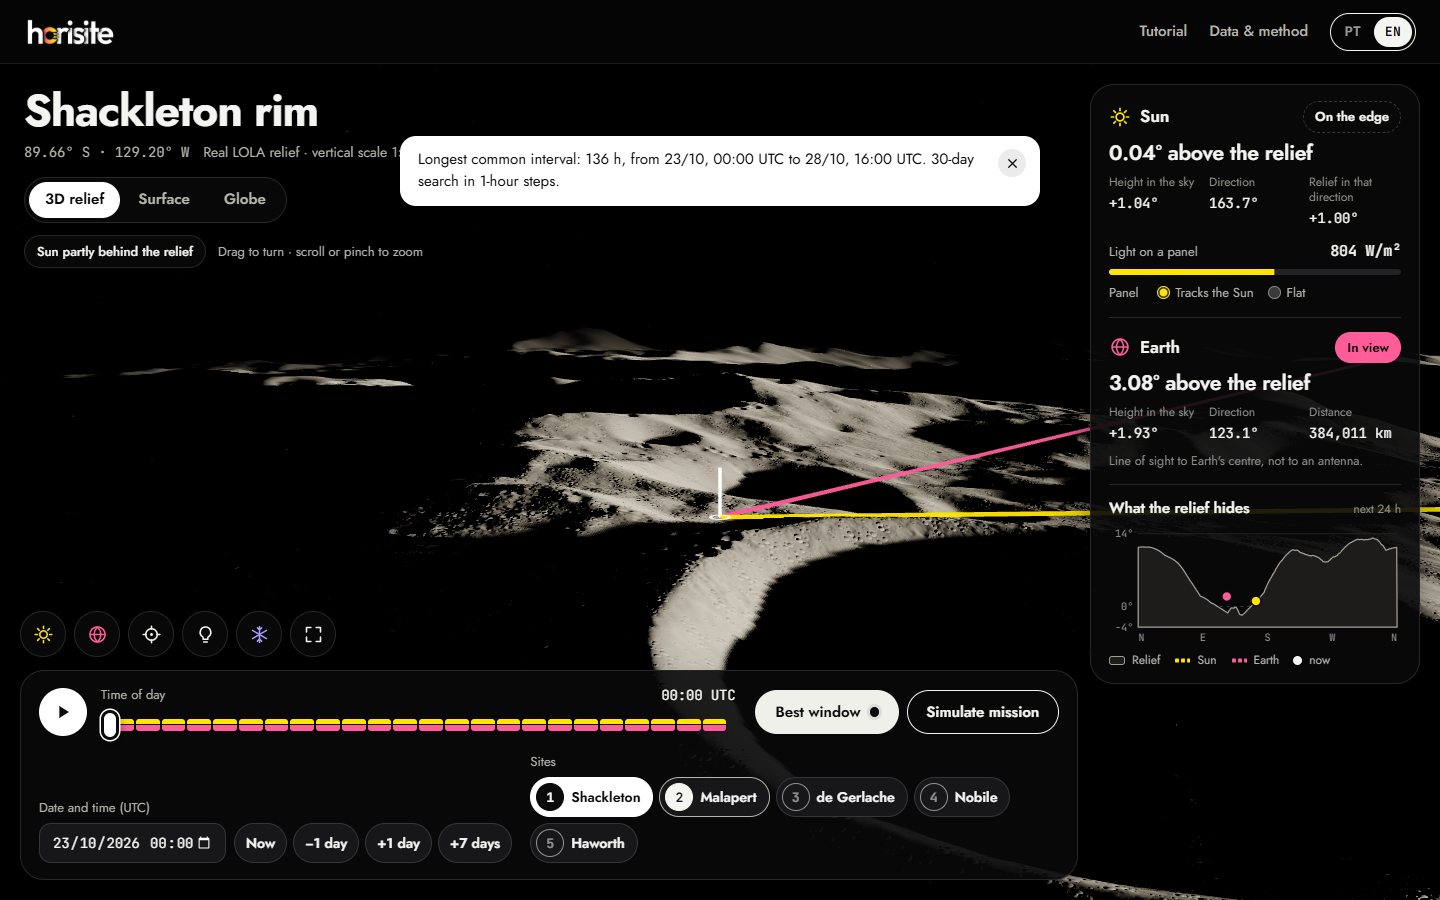 horisite
Tutorial
Data & method
PT
EN
Shackleton rim
89.66° S · 129.20° W Real LOLA relief · vertical scale
Longest common interval: 136 h, from 23/10, 00:00 UTC to 28/10, 16:00 UTC. 30-day
search in 1-hour steps.
3D relief
Surface
Globe
Sun partly behind the relief
Drag to turn · scroll or pinch to zoom
Sun
On the edge
0.04° above the relief
Height in the sky
Direction
Relief in that
direction
+1.04°
163.7°
+1.00°
Light on a panel
804 W/m²
Panel
Tracks the Sun
Flat
Earth
In view
3.08° above the relief
Height in the sky
Direction
Distance
+1.93°
123.1°
384,011 km
Line of sight to Earth's centre, not to an antenna.
What the relief hides
next 24 h
14°
0°
-4°
N E S W N
Relief
Sun
Earth
now
Time of day
00:00 UTC
Best window
Simulate mission
Sites
1 Shackleton
2 Malapert
3 de Gerlache
4 Nobile
5 Haworth
Date and time (UTC)
23/10/2026 00:00
Now
−1 day
+1 day
+7 days